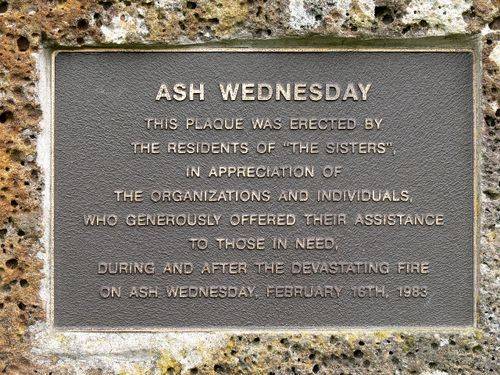 ASH WEDNESDAY
THIS PLAQUE WAS ERECTED BY
THE RESIDENTS OF "THE SISTERS",
IN APPRECIATION OF
THE ORGANIZATIONS AND INDIVIDUALS,
WHO GENEROUSLY OFFERED THEIR ASSISTANCE
TO THOSE IN NEED,
DURING AND AFTER THE DEVASTATING FIRE
ON ASH WEDNESDAY, FEBRUARY 16TH, 1983